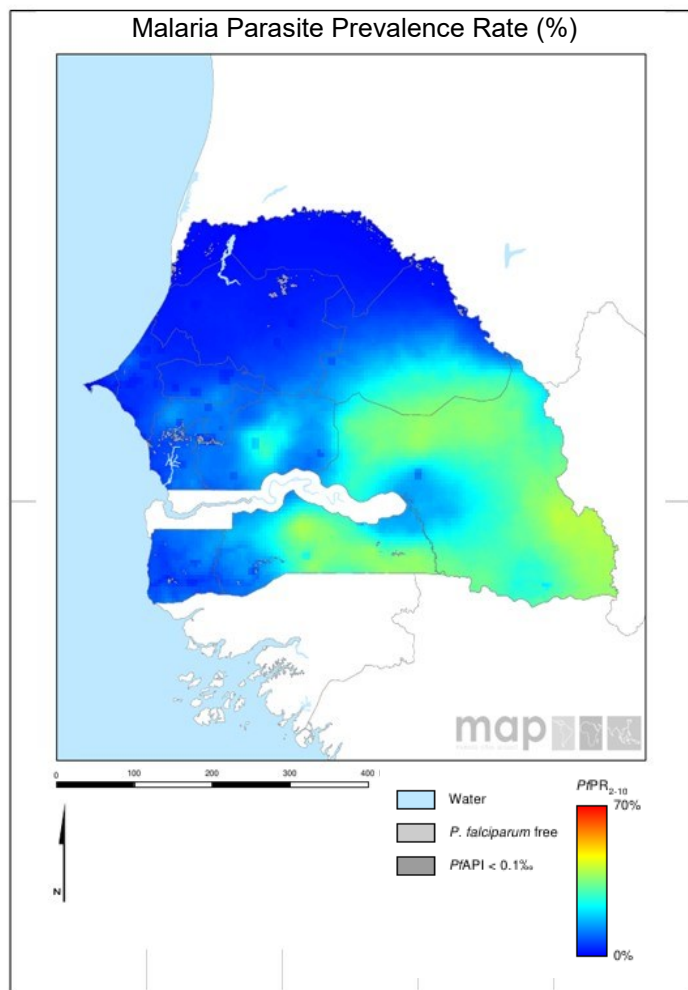 Malaria Parasite Prevalence Rate (%)
map
0 100 200 300 400
Water
P. falciparum free
PfAPI < 0.1‰
PfPR2-10
70%
0%
N